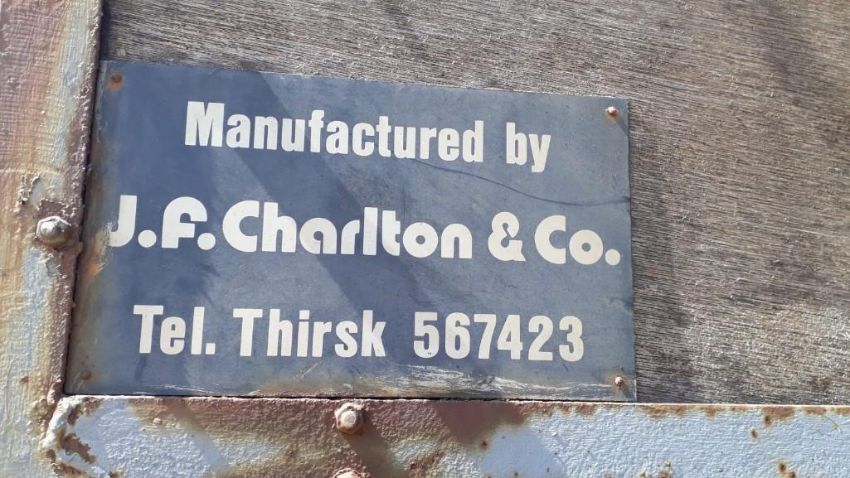 Manufactured by
J.F. Charlton & Co.
Tel. Thirsk 567423